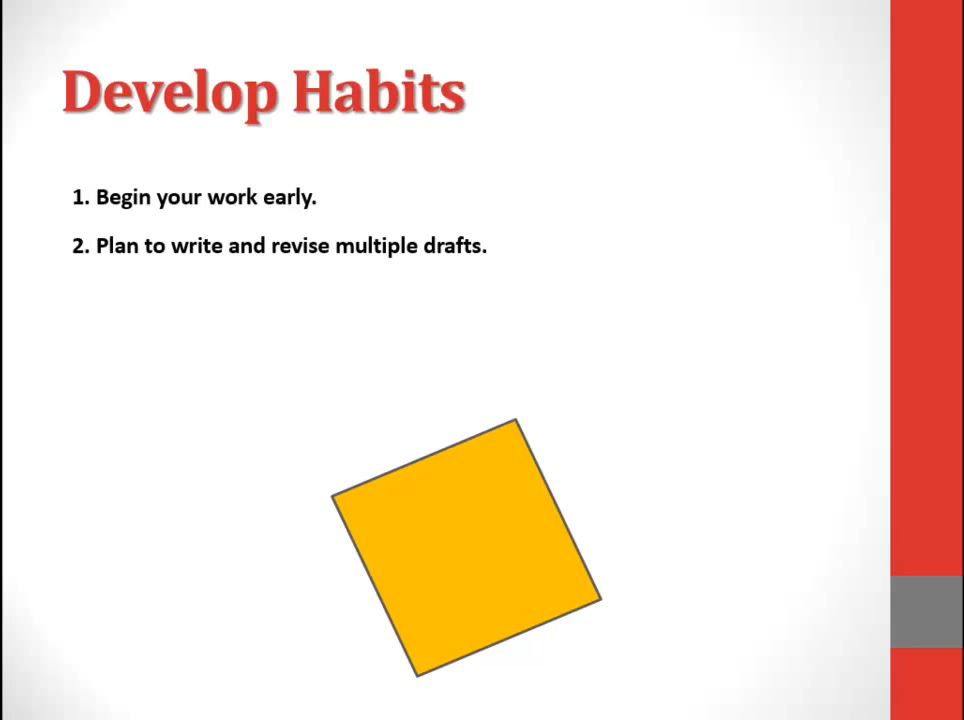 Develop Habits
1. Begin your work early.
2. Plan to write and revise multiple drafts.